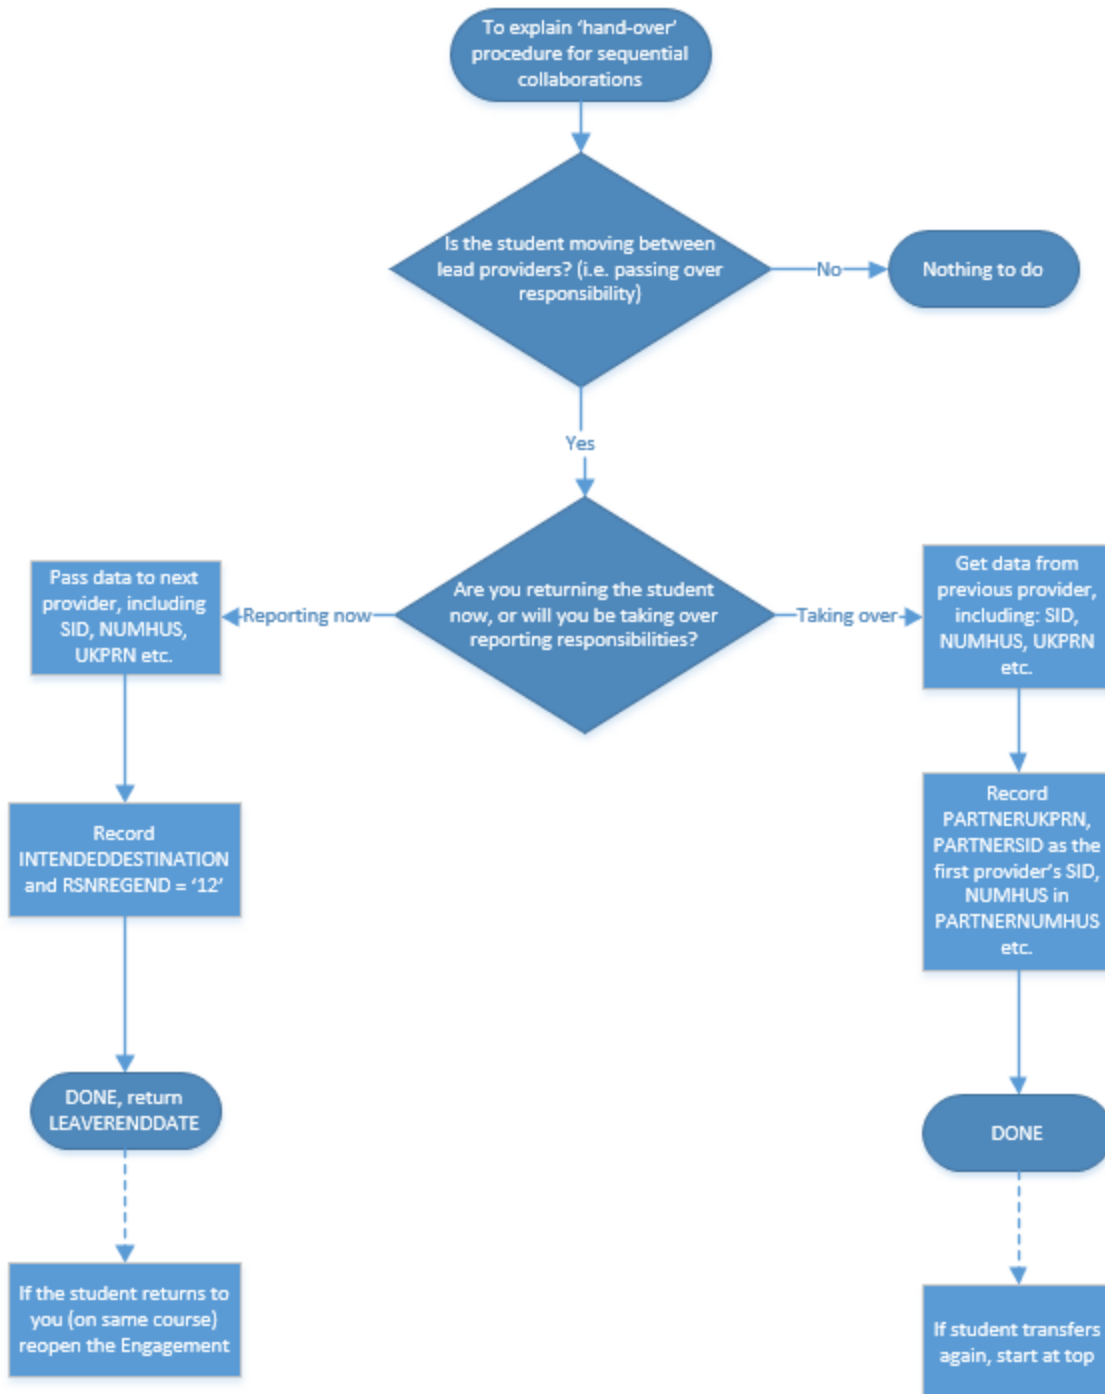 To explain ‘hand-over’
procedure for sequential
collaborations
Is the student moving between
lead providers? (i.e. passing over
responsibility)
No
Nothing to do
Yes
Are you returning the student
now, or will you be taking over
reporting responsibilities?
Reporting now
Pass data to next
provider, including
SID, NUMHUS,
UKPRN etc.
Record
INTENDEDDESTINATION
and RSNREGEND = ‘12’
DONE, return
LEAVERENDDATE
If the student returns to
you (on same course)
reopen the Engagement
Taking over
Get data from
previous provider,
including: SID,
NUMHUS, UKPRN
etc.
Record
PARTNERUKPRN,
PARTNERSID as the
first provider’s SID,
NUMHUS in
PARTNERNUMHUS
etc.
DONE
If student transfers
again, start at top